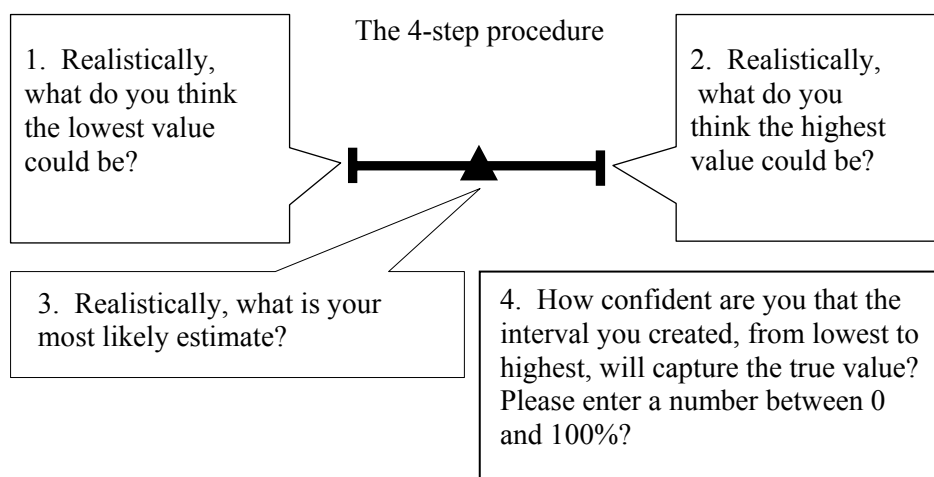 The 4-step procedure
1. Realistically,
what do you think
the lowest value
could be?
2. Realistically,
what do you
think the highest
value could be?
3. Realistically, what is your
most likely estimate?
4. How confident are you that the
interval you created, from lowest to
highest, will capture the true value?
Please enter a number between 0
and 100%?